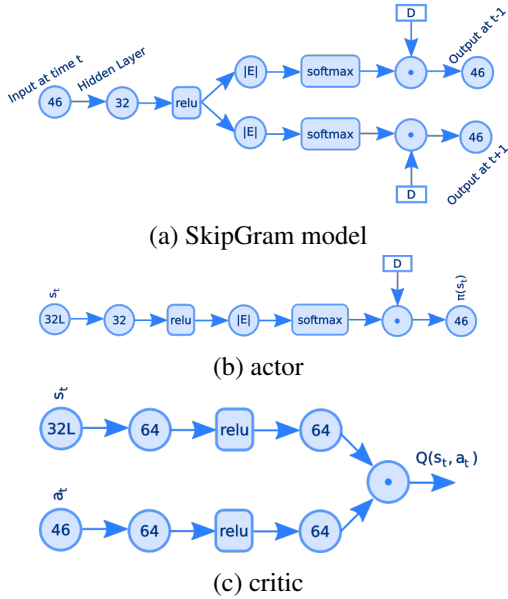 D
Output at t-1
Input at time t
Hidden Layer
|E|
softmax
46
46
32
relu
|E|
softmax
46
D
Output at t+1
(a) SkipGram model
D
s_t
π(s_t)
32L
32
relu
|E|
softmax
46
(b) actor
s_t
32L
64
relu
64
Q(s_t, a_t)
a_t
46
64
relu
64
(c) critic